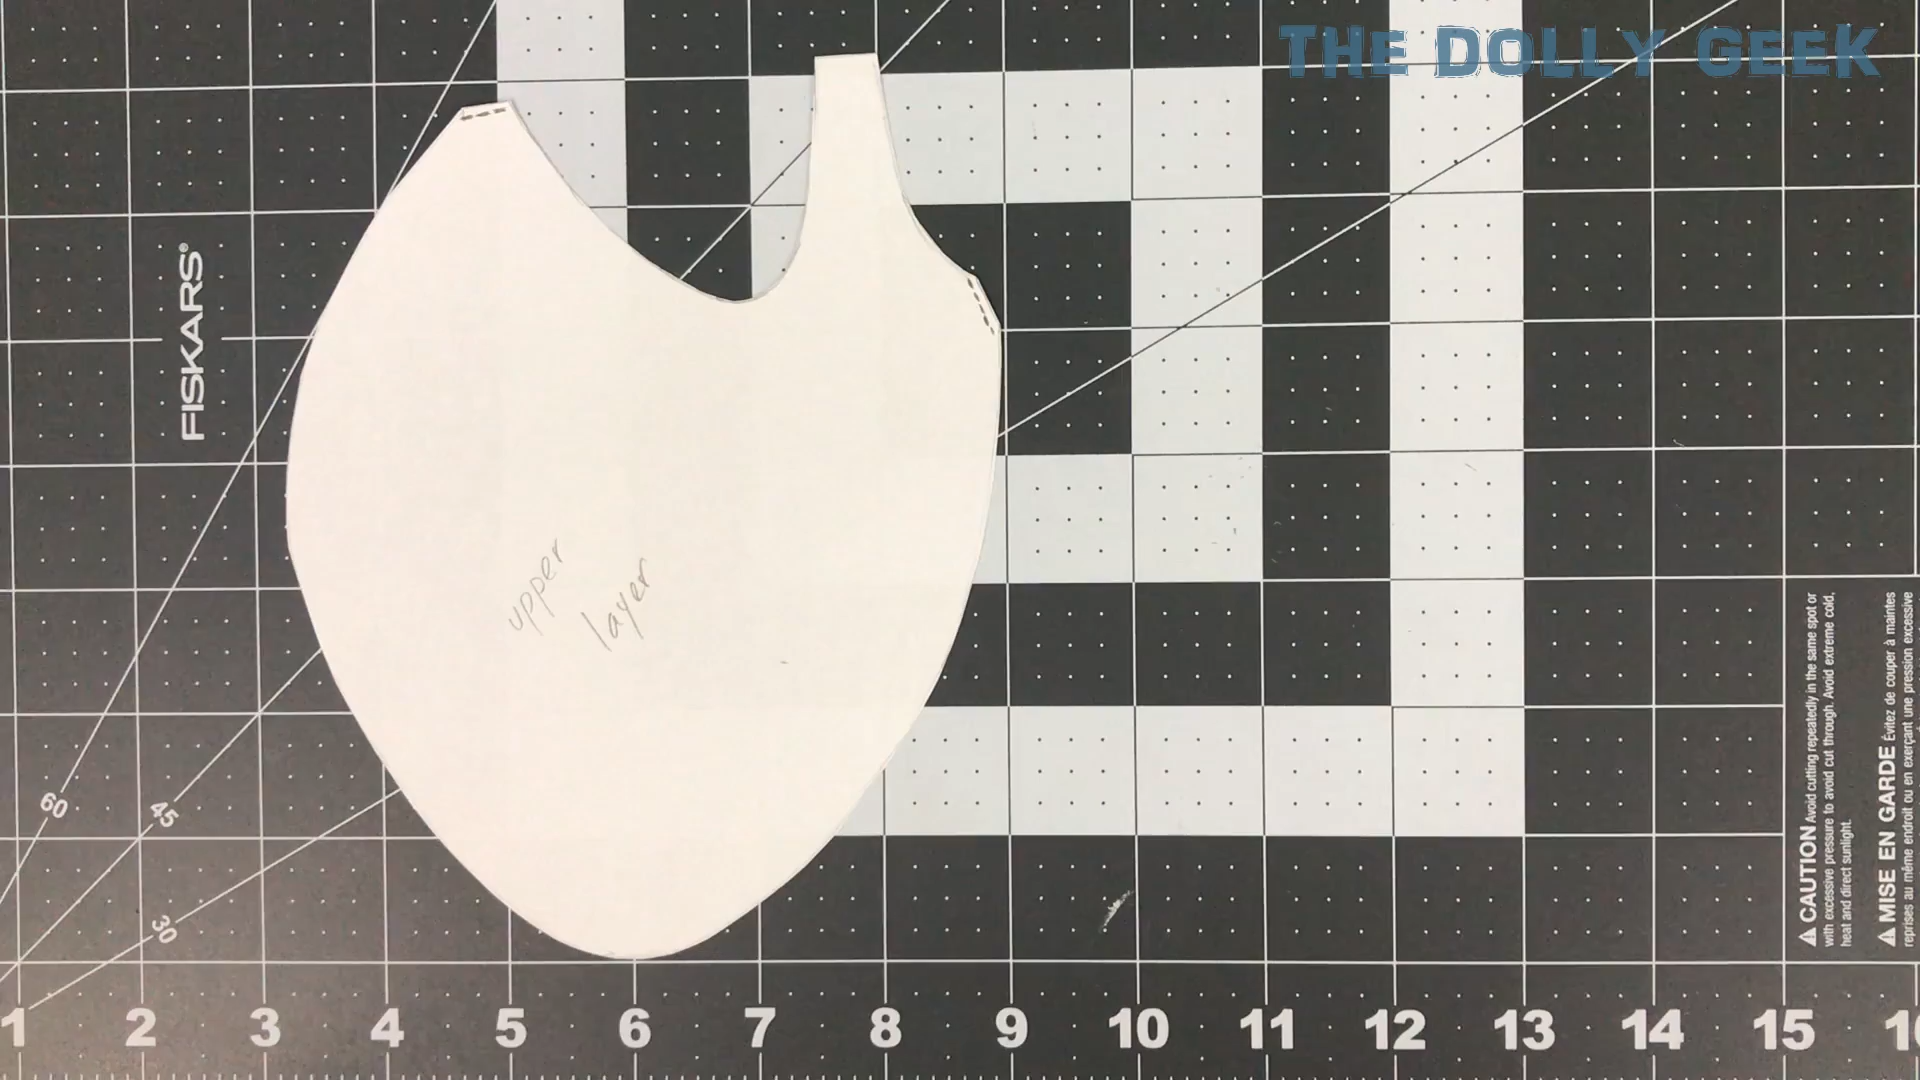 THE DOLLY GEEK
FISKARS®
upper
layer
60
45
30
CAUTION Avoid cutting repeatedly in the same spot or
with excessive pressure to avoid cut through. Avoid extreme cold,
heat and direct sunlight.
MISE EN GARDE Évitez de couper à maintes
reprises au même endroit ou en exerçant une pression excessive
1 2 3 4 5 6 7 8 9 10 11 12 13 14 15